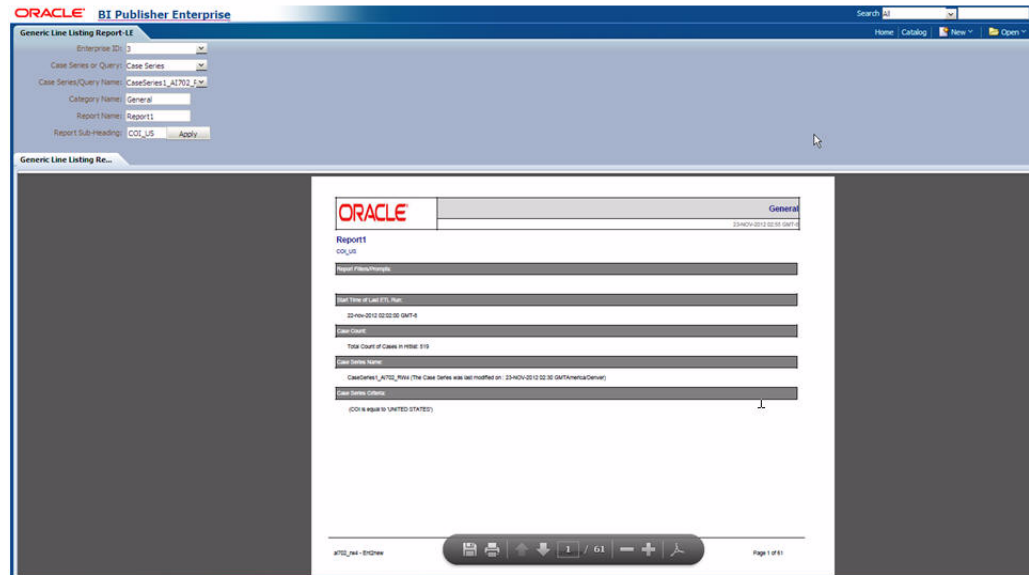 ORACLE BI Publisher Enterprise
Search All
Generic Line Listing Report-LE
Home Catalog New Open
Enterprise ID: 3
Case Series or Query: Case Series
Case Series/Query Name: CaseSeries1_AI702_F
Category Name: General
Report Name: Report1
Report Sub-Heading: COI_US Apply
Generic Line Listing Re...
ORACLE
General
23-NOV-2012 02:55 GMT-6
Report1
COI_US
Report Filters/Prompts:
Start Time of Last ETL Run:
22-nov-2012 02:02:00 GMT-6
Case Count:
Total Count of Cases in Hitlist: 519
Case Series Name:
CaseSeries1_AI702_RW4 (The Case Series was last modified on : 23-NOV-2012 02:30 GMTAmerica/Denver)
Case Series Criteria:
(COI is equal to 'UNITED STATES')
1 / 61
Page 1 of 61